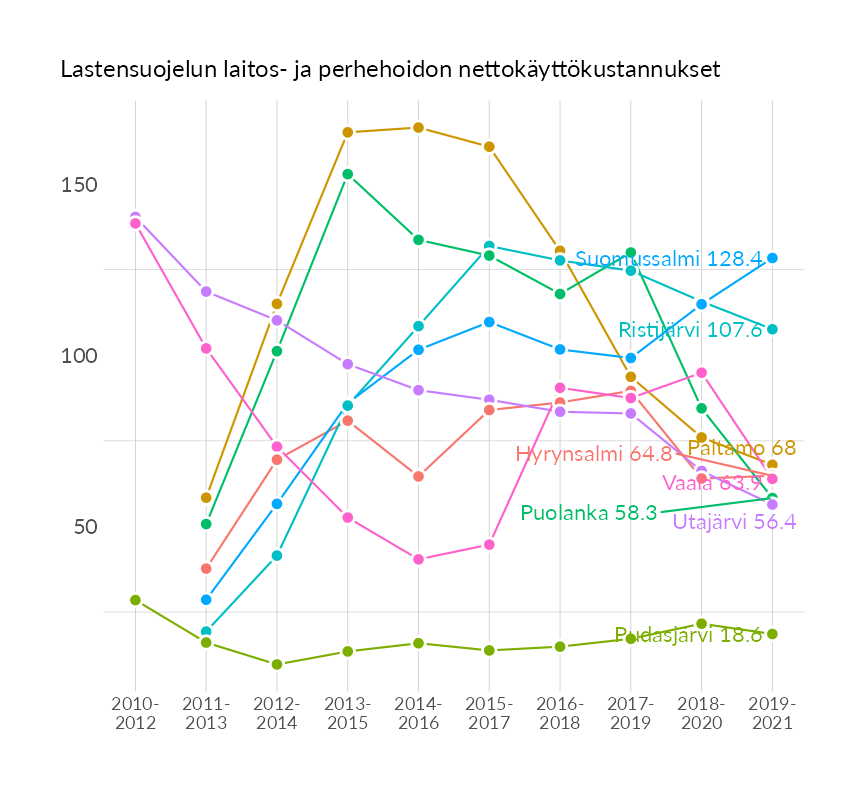 Lastensuojelun laitos- ja perhehoidon nettokäyttökustannukset
150
Suomussalmi 128.4
Ristijärvi 107.6
100
Paltamo 68
Hyrynsalmi 64.8
Vaala 63.9
Puolanka 58.3
Utajärvi 56.4
50
Pudasjärvi 18.6
2010-
2012
2011-
2013
2012-
2014
2013-
2015
2014-
2016
2015-
2017
2016-
2018
2017-
2019
2018-
2020
2019-
2021